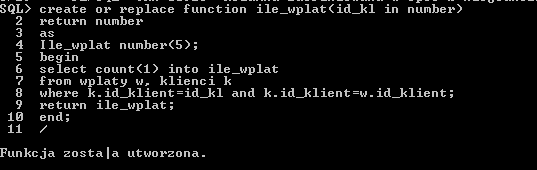 SQL> create or replace function ile_wplat(id_kl in number)
2 return number
3 as
4 Ile_wplat number(5);
5 begin
6 select count(1) into ile_wplat
7 from wplaty w, klienci k
8 where k.id_klient=id_kl and k.id_klient=w.id_klient;
9 return ile_wplat;
10 end;
11 /
Funkcja zosta|a utworzona.